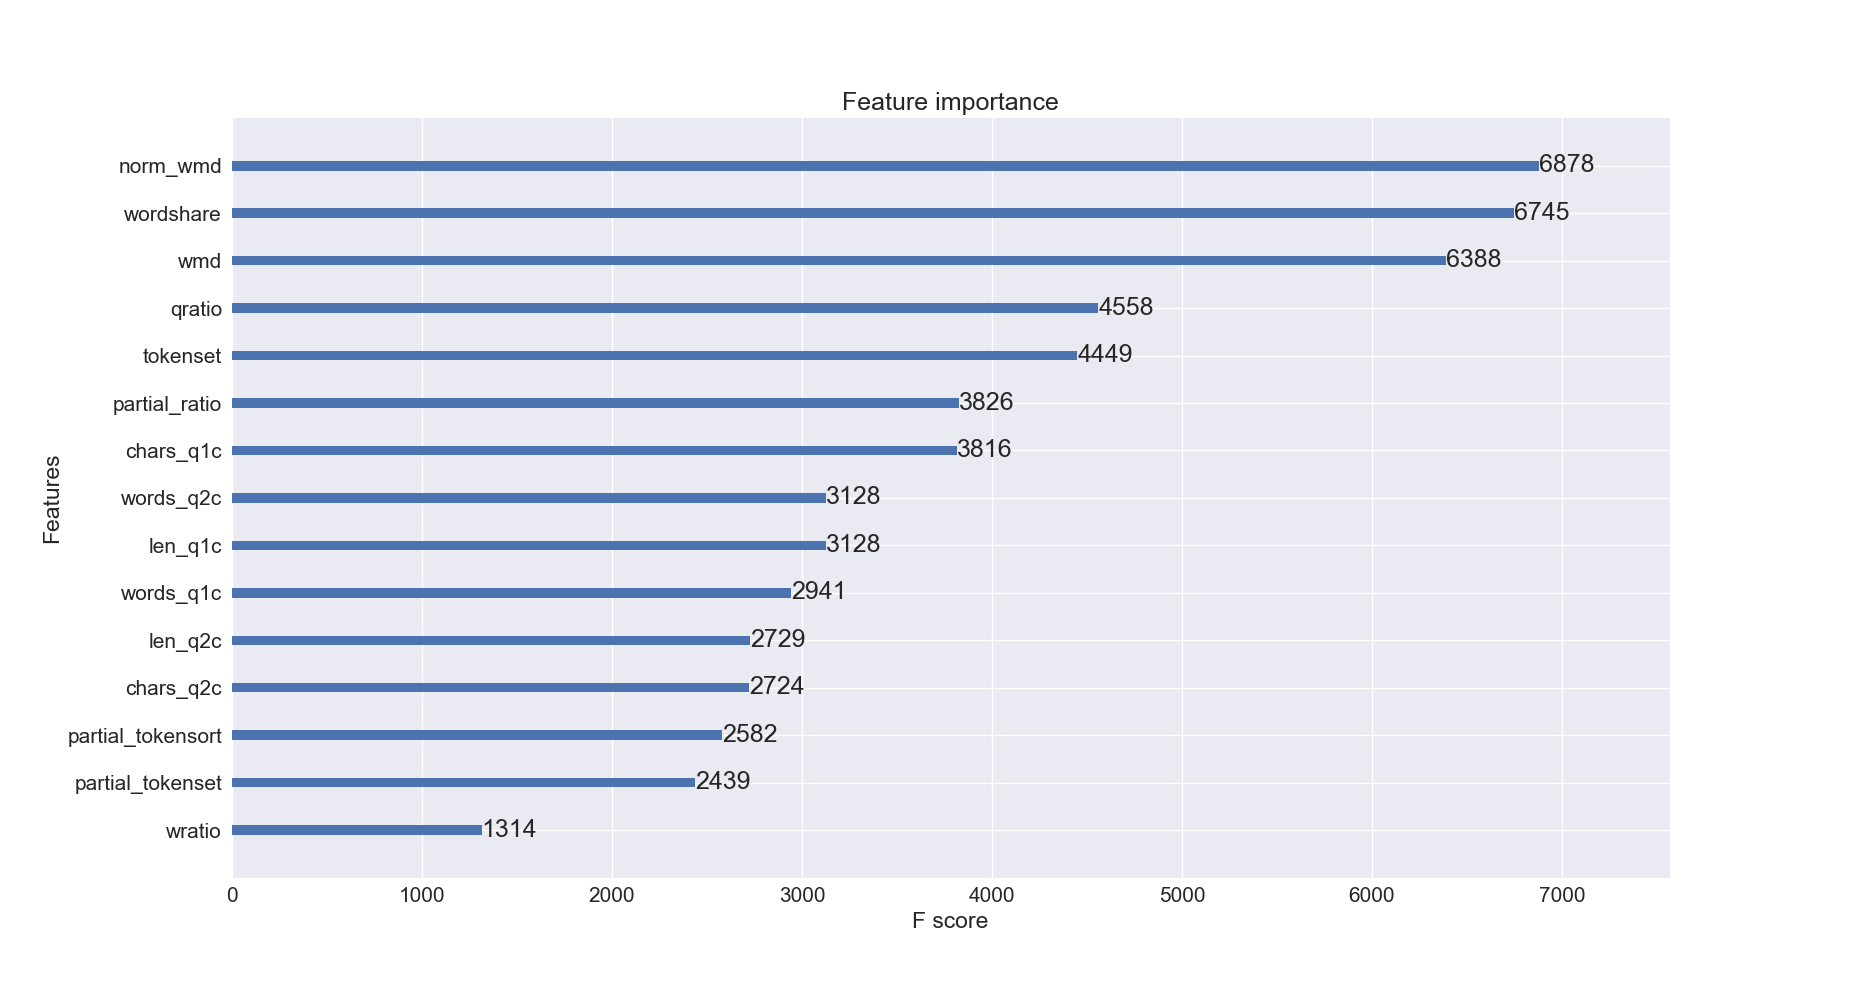 Feature importance
norm_wmd 6878
wordshare 6745
wmd 6388
qratio 4558
tokenset 4449
partial_ratio 3826
chars_q1c 3816
words_q2c 3128
len_q1c 3128
words_q1c 2941
len_q2c 2729
chars_q2c 2724
partial_tokensort 2582
partial_tokenset 2439
wratio 1314
Features
0 1000 2000 3000 4000 5000 6000 7000
F score